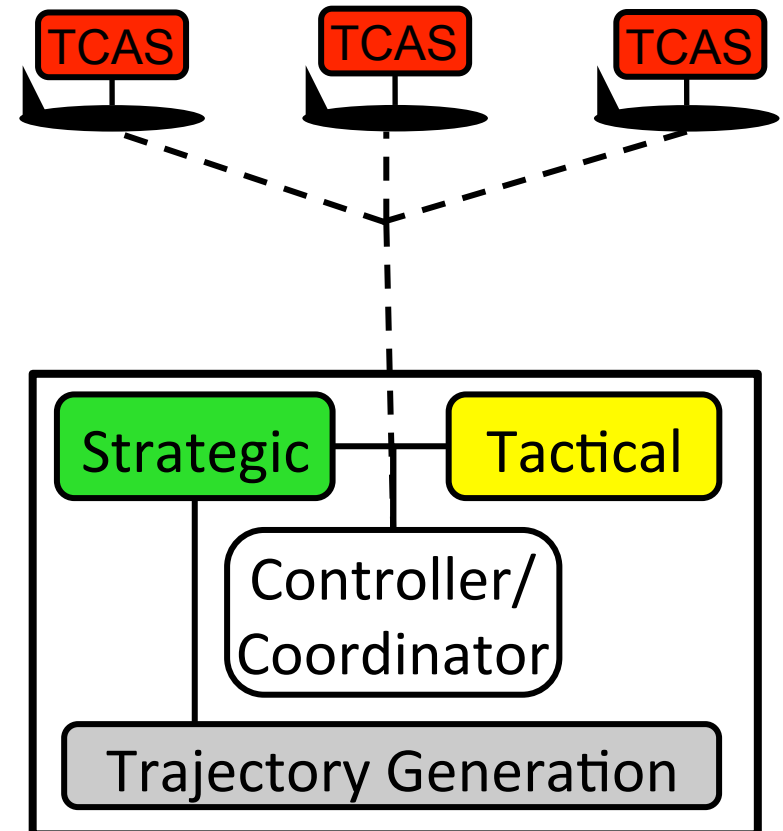 TCAS
TCAS
TCAS
Strategic
Tactical
Controller/
Coordinator
Trajectory Generation